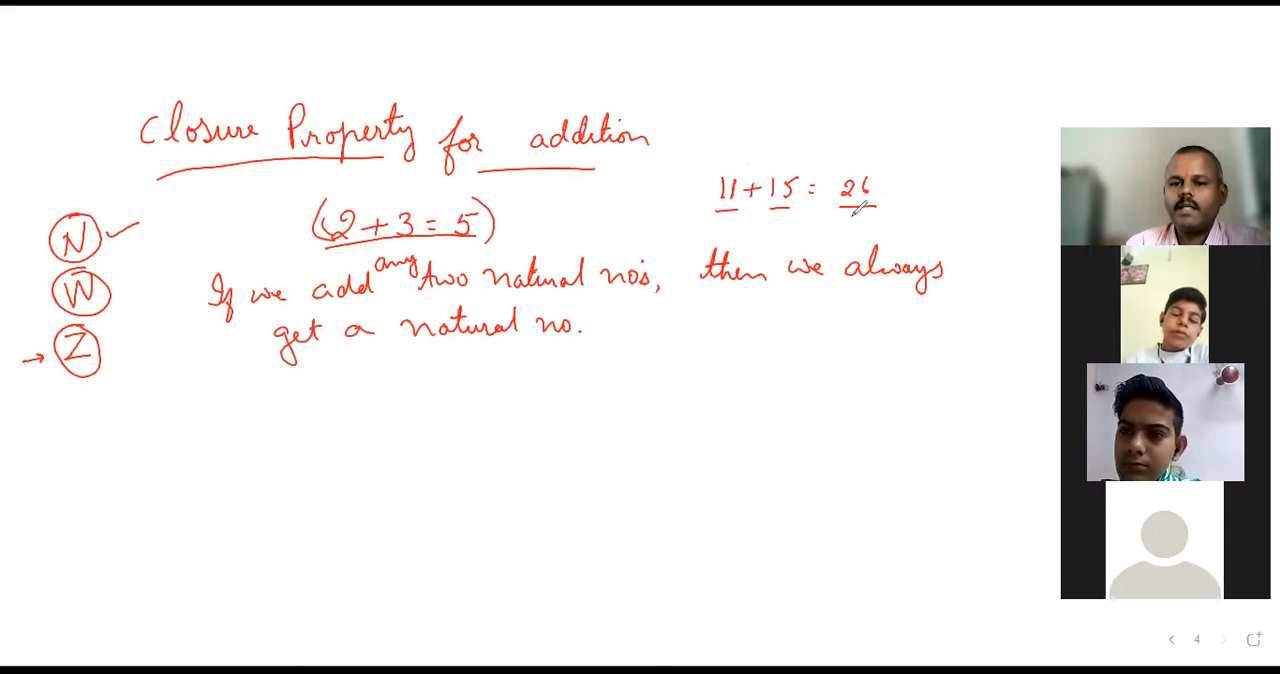 Closure Property for addition
11 + 15 = 26
N
(2 + 3 = 5)
W
If we add any two natural no's, then we always
get a natural no.
→ Z
4